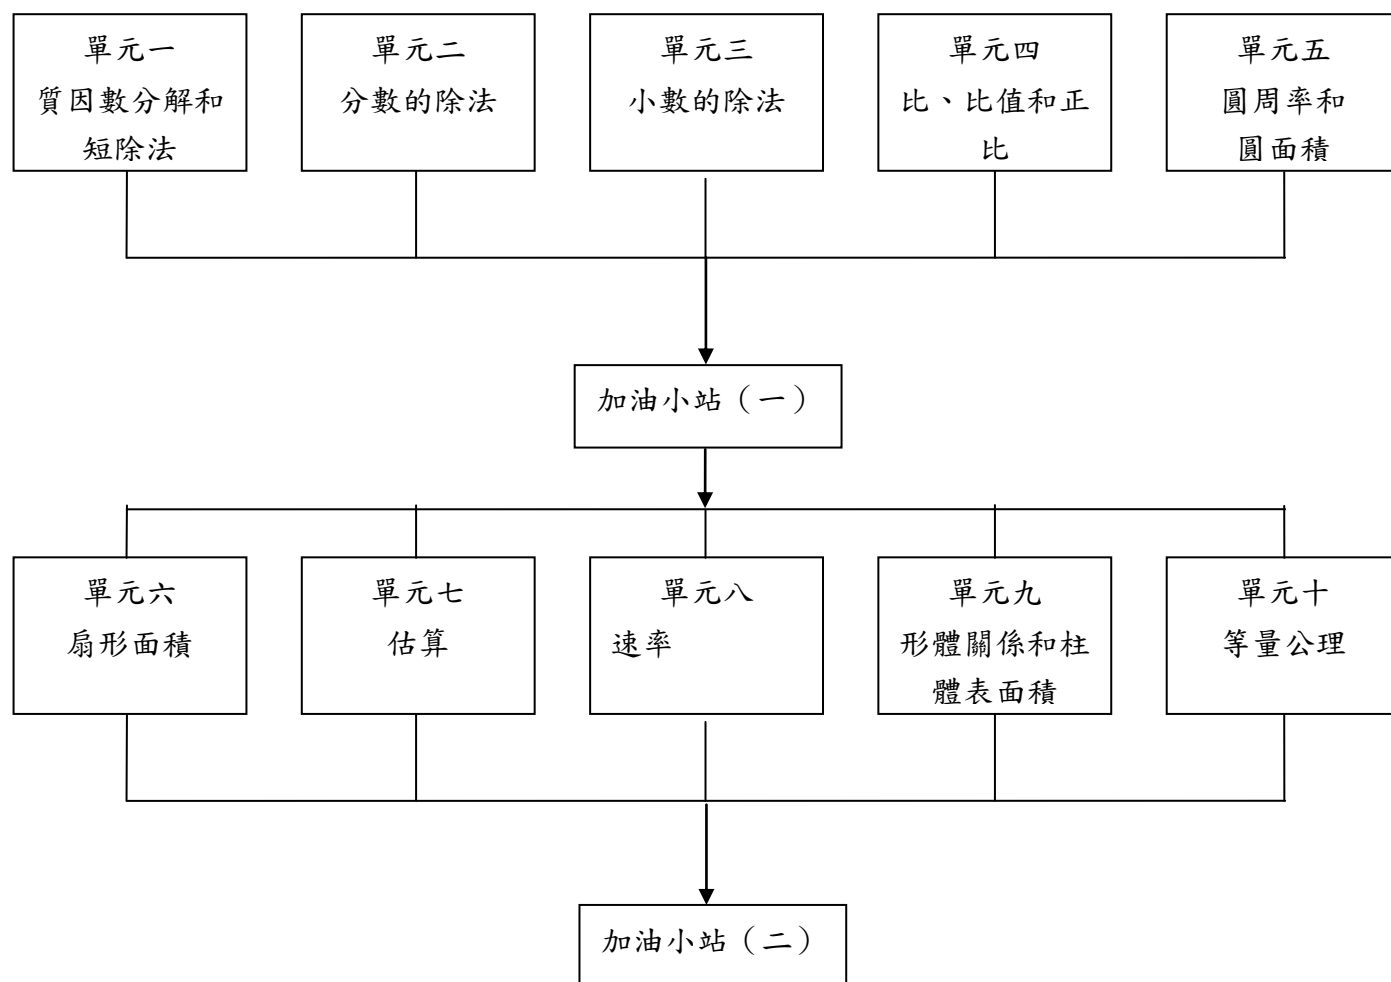 單元一
質因數分解和
短除法
單元二
分數的除法
單元三
小數的除法
單元四
比、比值和正
比
單元五
圓周率和
圓面積
加油小站（一）
單元六
扇形面積
單元七
估算
單元八
速率
單元九
形體關係和柱
體表面積
單元十
等量公理
加油小站（二）